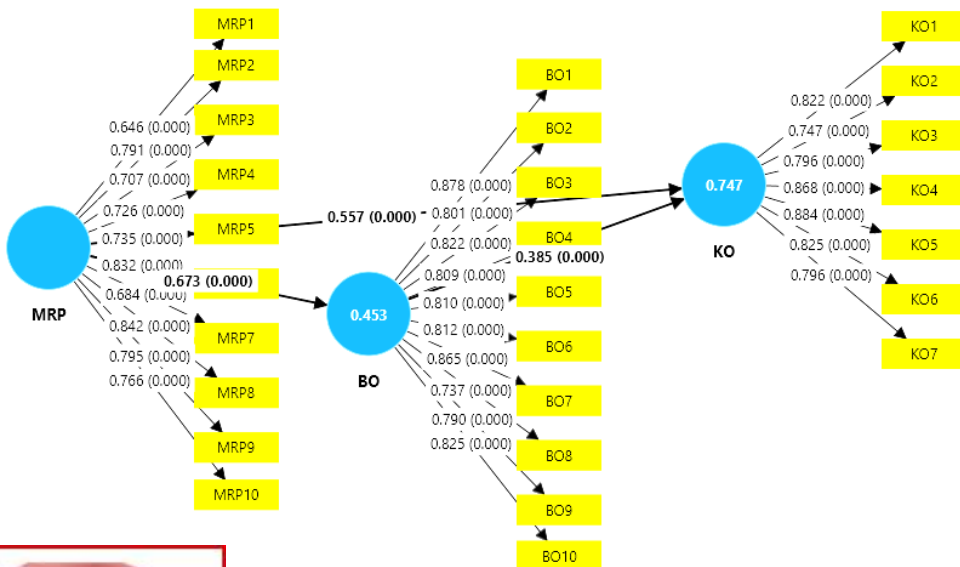 MRP1
MRP2
MRP3
MRP4
MRP5
MRP7
MRP8
MRP9
MRP10
0.646 (0.000)
0.791 (0.000)
0.707 (0.000)
0.726 (0.000)
0.735 (0.000)
0.832 (0.000)
0.684 (0.000)
0.842 (0.000)
0.795 (0.000)
0.766 (0.000)
MRP
0.557 (0.000)
0.673 (0.000)
0.385 (0.000)
0.453
BO
BO1
BO2
BO3
BO4
BO5
BO6
BO7
BO8
BO9
BO10
0.878 (0.000)
0.801 (0.000)
0.822 (0.000)
0.809 (0.000)
0.810 (0.000)
0.812 (0.000)
0.865 (0.000)
0.737 (0.000)
0.790 (0.000)
0.825 (0.000)
0.747
KO
KO1
KO2
KO3
KO4
KO5
KO6
KO7
0.822 (0.000)
0.747 (0.000)
0.796 (0.000)
0.868 (0.000)
0.884 (0.000)
0.825 (0.000)
0.796 (0.000)